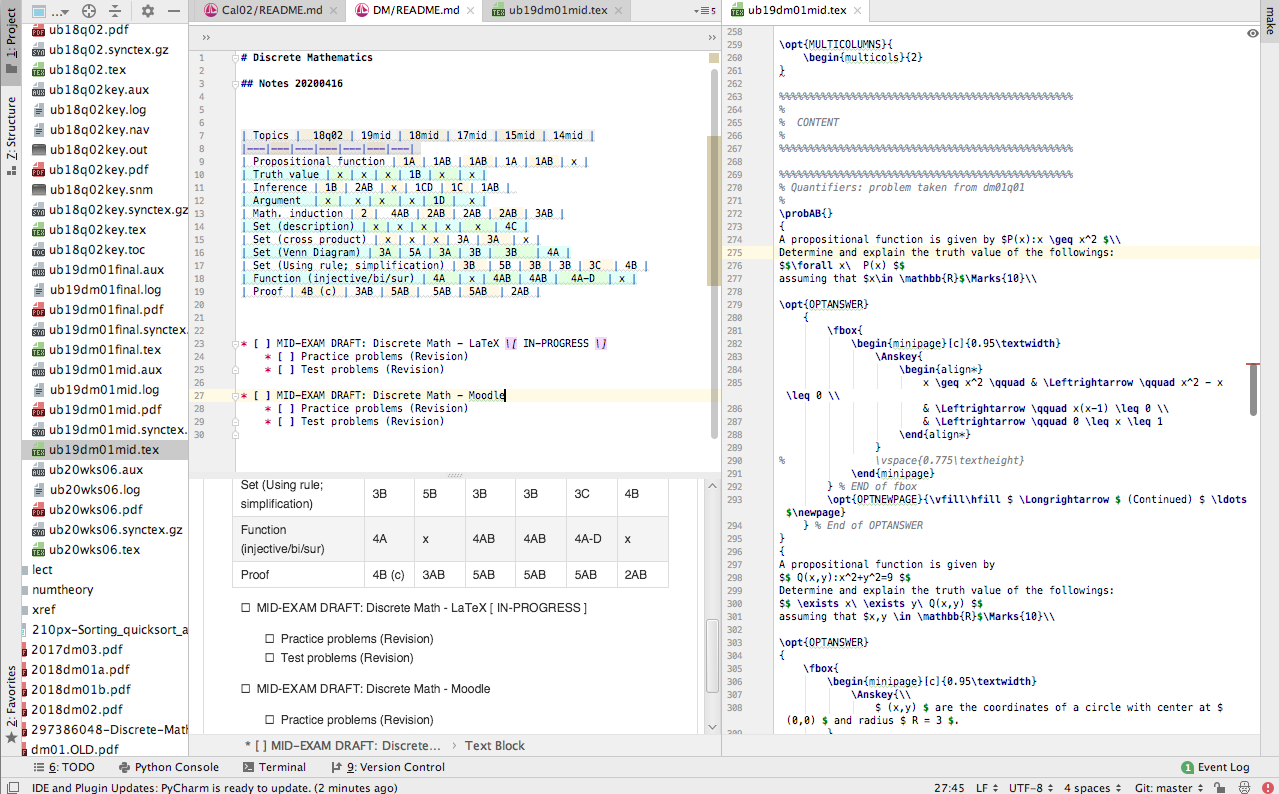 1: Project
Z: Structure
2: Favorites
make
...
ub18q02.pdf
ub18q02.synctex.gz
ub18q02.tex
ub18q02key.aux
ub18q02key.log
ub18q02key.nav
ub18q02key.out
ub18q02key.pdf
ub18q02key.snm
ub18q02key.synctex.gz
ub18q02key.tex
ub18q02key.toc
ub19dm01final.aux
ub19dm01final.log
ub19dm01final.pdf
ub19dm01final.synctex.
ub19dm01final.tex
ub19dm01mid.aux
ub19dm01mid.log
ub19dm01mid.pdf
ub19dm01mid.synctex.
ub19dm01mid.tex
ub20wks06.aux
ub20wks06.log
ub20wks06.pdf
ub20wks06.synctex.gz
ub20wks06.tex
lect
numtheory
xref
210px-Sorting_quicksort_a
2017dm03.pdf
2018dm01a.pdf
2018dm01b.pdf
2018dm02.pdf
297386048-Discrete-Math
dm01.OLD.pdf
Cal02/README.md
DM/README.md
ub19dm01mid.tex
5
>> >>
1 # Discrete Mathematics
2
3 ## Notes 20200416
4
5
6
7 | Topics | 18q02 | 19mid | 18mid | 17mid | 15mid | 14mid |
8 |---|---|---|---|---|---|---|
9 | Propositional function | 1A | 1AB | 1AB | 1A | 1AB | x |
10 | Truth value | x | x | x | 1B | x | x |
11 | Inference | 1B | 2AB | x | 1CD | 1C | 1AB |
12 | Argument | x | x | x | x | 1D | x |
13 | Math. induction | 2 | 4AB | 2AB | 2AB | 2AB | 3AB |
14 | Set (description) | x | x | x | x | x | 4C |
15 | Set (cross product) | x | x | x | 3A | 3A | x |
16 | Set (Venn Diagram) | 3A | 5A | 3A | 3B | 3B | 4A |
17 | Set (Using rule; simplification) | 3B | 5B | 3B | 3B | 3C | 4B |
18 | Function (injective/bi/sur) | 4A | x | 4AB | 4AB | 4A-D | x |
19 | Proof | 4B (c) | 3AB | 5AB | 5AB | 5AB | 2AB |
20
21
22
23 * [ ] MID-EXAM DRAFT: Discrete Math - LaTeX \[ IN-PROGRESS \]
24 * [ ] Practice problems (Revision)
25 * [ ] Test problems (Revision)
26
27 * [ ] MID-EXAM DRAFT: Discrete Math - Moodle
28 * [ ] Practice problems (Revision)
29 * [ ] Test problems (Revision)
30
Set (Using rule; simplification) 3B 5B 3B 3B 3C 4B
Function (injective/bi/sur) 4A x 4AB 4AB 4A-D x
Proof 4B (c) 3AB 5AB 5AB 5AB 2AB
MID-EXAM DRAFT: Discrete Math - LaTeX [ IN-PROGRESS ]
Practice problems (Revision)
Test problems (Revision)
MID-EXAM DRAFT: Discrete Math - Moodle
Practice problems (Revision)
* [ ] MID-EXAM DRAFT: Discrete... › Text Block
ub19dm01mid.tex
258
259 \opt{MULTICOLUMNS}{
260 \begin{multicols}{2}
261 }
262
263 %%%%%%%%%%%%%%%%%%%%%%%%%%%%%%%%%%%%%%%%%%%%%%%%%
264 %
265 % CONTENT
266 %
267 %%%%%%%%%%%%%%%%%%%%%%%%%%%%%%%%%%%%%%%%%%%%%%%%%
268
269 %%%%%%%%%%%%%%%%%%%%%%%%%%%%%%%%%%%%%%%%%%%%%%%%%
270 % Quantifiers: problem taken from dm01q01
271 %
272 \probAB{}
273 {
274 A propositional function is given by $P(x):x \geq x^2 $\\
275 Determine and explain the truth value of the followings:
276 $$\forall x\ P(x) $$
277 assuming that $x\in \mathbb{R}$\Marks{10}\\
278
279 \opt{OPTANSWER}
280 {
281 \fbox{
282 \begin{minipage}[c]{0.95\textwidth}
283 \Anskey{
284 \begin{align*}
285 x \geq x^2 \qquad & \Leftrightarrow \qquad x^2 - x
\leq 0 \\
286 & \Leftrightarrow \qquad x(x-1) \leq 0 \\
287 & \Leftrightarrow \qquad 0 \leq x \leq 1
288 \end{align*}
289 }
290 % \vspace{0.775\textheight}
291 \end{minipage}
292 } % END of fbox
293 \opt{OPTNEWPAGE}{\vfill\hfill $ \Longrightarrow $ (Continued) $ \ldots
$\newpage}
294 } % End of OPTANSWER
295 }
296 {
297 A propositional function is given by
298 $$ Q(x,y):x^2+y^2=9 $$
299 Determine and explain the truth value of the followings:
300 $$ \exists x\ \exists y\ Q(x,y) $$
301 assuming that $x,y \in \mathbb{R}$\Marks{10}\\
302
303 \opt{OPTANSWER}
304 {
305 \fbox{
306 \begin{minipage}[c]{0.95\textwidth}
307 \Anskey{\\
308 $ (x,y) $ are the coordinates of a circle with center at $
(0,0) $ and radius $ R = 3 $.
309 }
6: TODO
Python Console
Terminal
9: Version Control
1 Event Log
IDE and Plugin Updates: PyCharm is ready to update. (2 minutes ago)
27:45 LF UTF-8 4 spaces Git: master